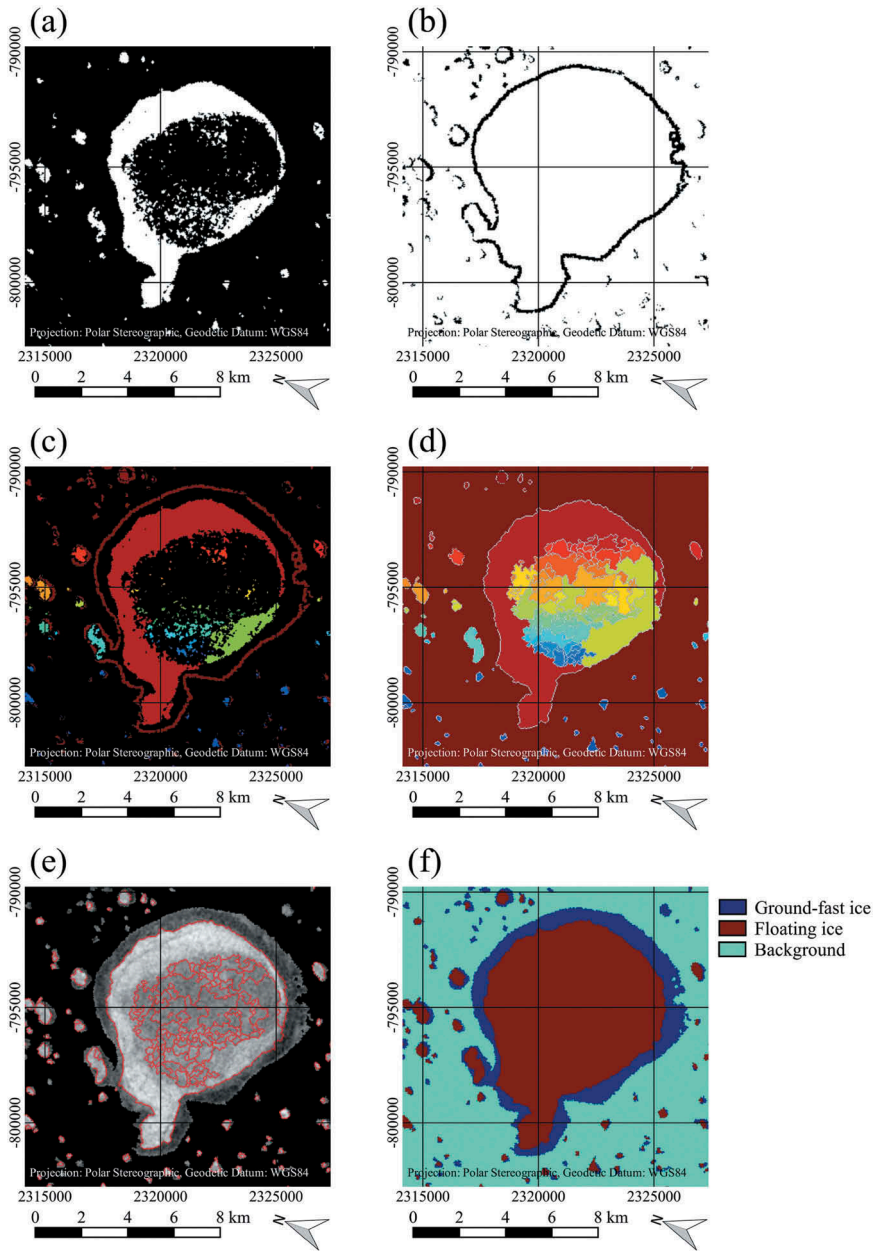 (a)
-790000
-795000
-800000
Projection: Polar Stereographic, Geodetic Datum: WGS84
2315000 2320000 2325000
0 2 4 6 8 km
N
(b)
-790000
-795000
-800000
Projection: Polar Stereographic, Geodetic Datum: WGS84
2315000 2320000 2325000
0 2 4 6 8 km
N
(c)
-790000
-795000
-800000
Projection: Polar Stereographic, Geodetic Datum: WGS84
2315000 2320000 2325000
0 2 4 6 8 km
N
(d)
-790000
-795000
-800000
Projection: Polar Stereographic, Geodetic Datum: WGS84
2315000 2320000 2325000
0 2 4 6 8 km
N
(e)
-790000
-795000
-800000
Projection: Polar Stereographic, Geodetic Datum: WGS84
2315000 2320000 2325000
0 2 4 6 8 km
N
(f)
-790000
-795000
-800000
Projection: Polar Stereographic, Geodetic Datum: WGS84
2315000 2320000 2325000
0 2 4 6 8 km
N
Ground-fast ice
Floating ice
Background